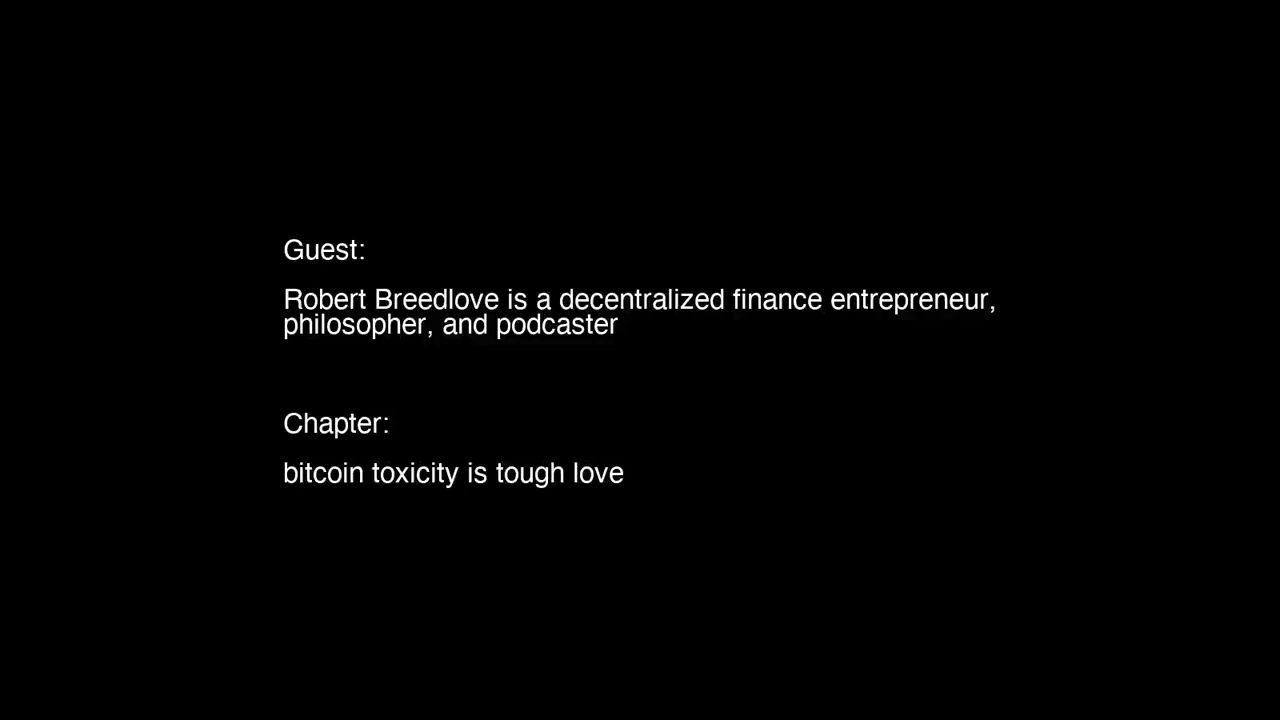 Guest:
Robert Breedlove is a decentralized finance entrepreneur,
philosopher, and podcaster
Chapter:
bitcoin toxicity is tough love